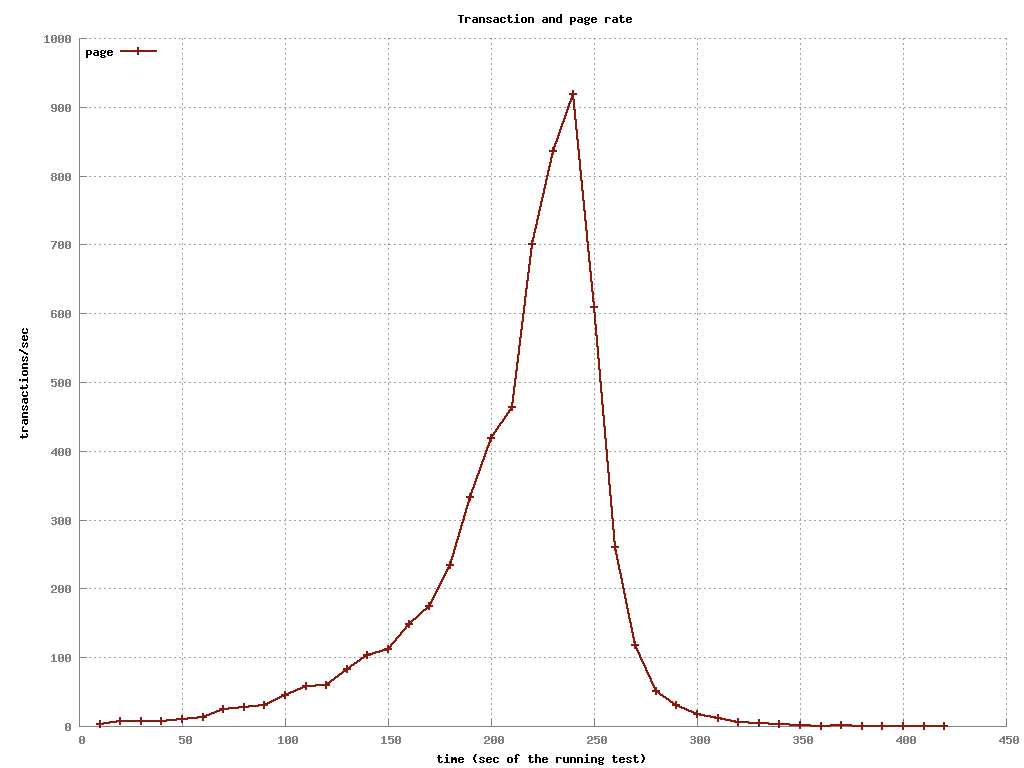 Transaction and page rate
1000
page
900
800
700
600
500
400
300
200
100
0
transactions/sec
0 50 100 150 200 250 300 350 400 450
time (sec of the running test)